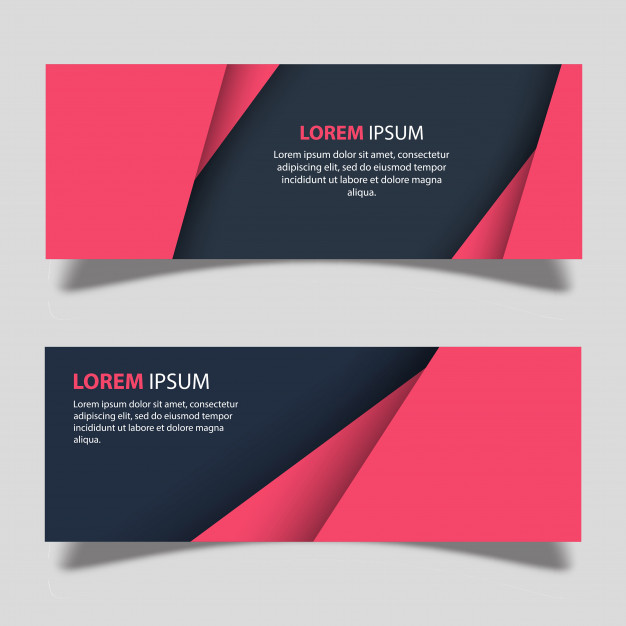 LOREM IPSUM
Lorem ipsum dolor sit amet, consectetur
adipiscing elit, sed do eiusmod tempor
incididunt ut labore et dolore magna
aliqua.
LOREM IPSUM
Lorem ipsum dolor sit amet, consectetur
adipiscing elit, sed do eiusmod tempor
incididunt ut labore et dolore magna
aliqua.